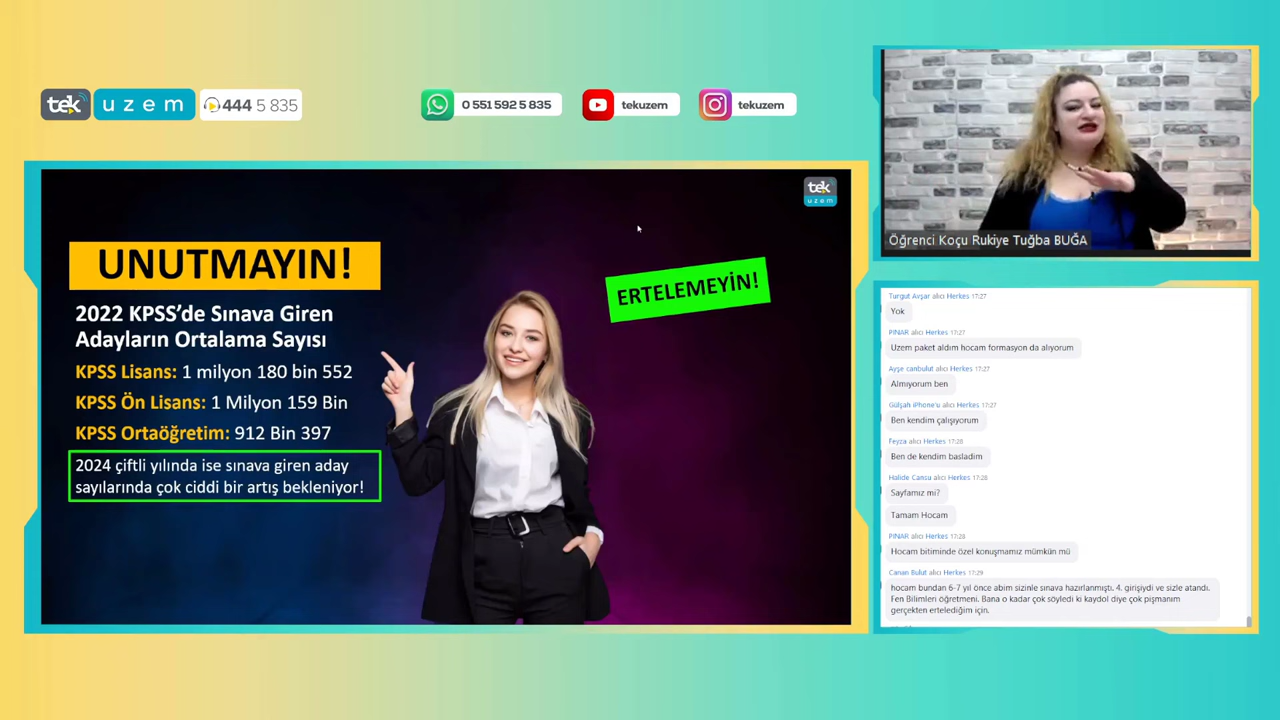 tek uzem 444 5 835
0 551 592 5 835
tekuzem
tekuzem
tek
uzem
UNUTMAYIN!
2022 KPSS'de Sınava Giren
Adayların Ortalama Sayısı
KPSS Lisans: 1 milyon 180 bin 552
KPSS Ön Lisans: 1 Milyon 159 Bin
KPSS Ortaöğretim: 912 Bin 397
2024 çiftli yılında ise sınava giren aday
sayılarında çok ciddi bir artış bekleniyor!
ERTELEMEYİN!
Öğrenci Koçu Rukiye Tuğba BUĞA
Turgut Avşar alıcı Herkes 17:27
Yok
PINAR alıcı Herkes 17:27
Uzem paket aldım hocam formasyon da alıyorum
Ayşe canbulut alıcı Herkes 17:27
Almıyorum ben
Gülşah iPhone'u alıcı Herkes 17:27
Ben kendim çalışıyorum
Feyza alıcı Herkes 17:28
Ben de kendim basladim
Halide Cansu alıcı Herkes 17:28
Sayfamız mi?
Tamam Hocam
PINAR alıcı Herkes 17:28
Hocam bitiminde özel konuşmamız mümkün mü
Canan Bulut alıcı Herkes 17:29
hocam bundan 6-7 yıl önce abim sizinle sınava hazırlanmıştı. 4. girişiydi ve sizle atandı.
Fen Bilimleri öğretmeni. Bana o kadar çok söyledi ki kaydol diye çok pişmanım
gerçekten ertelediğim için.